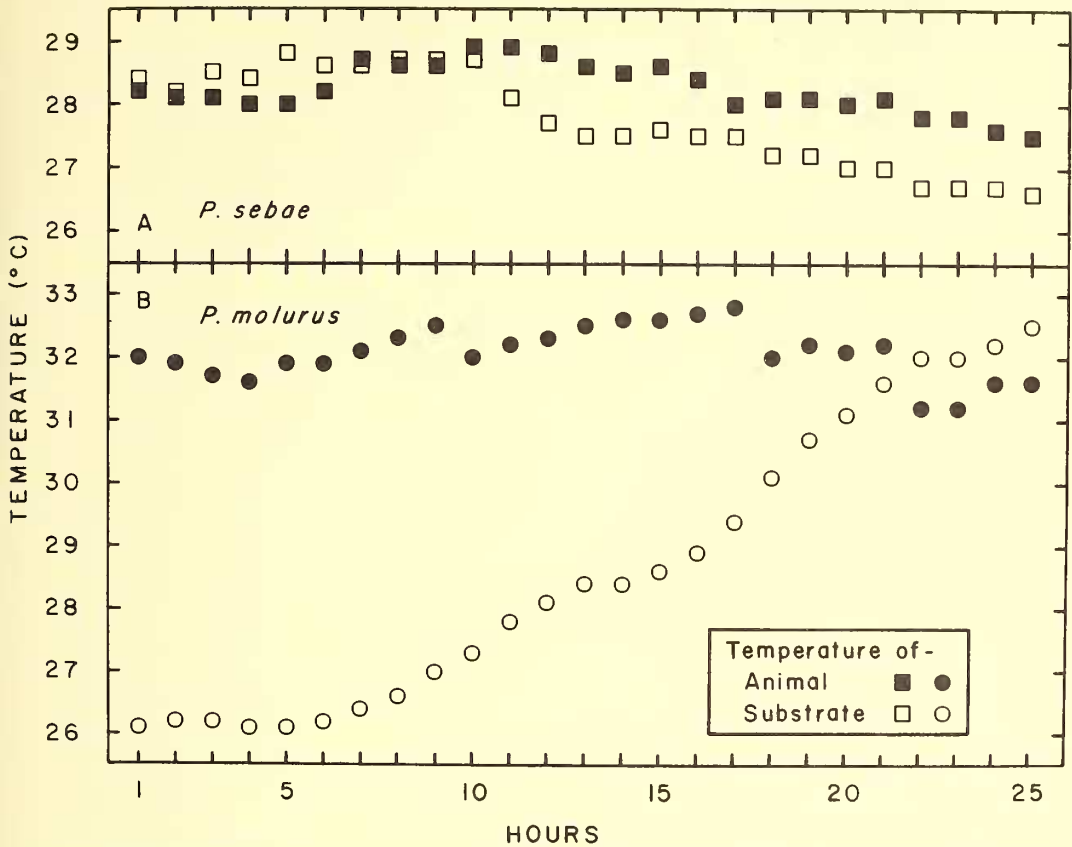 29
28
27
26
A P. sebae
B P. molurus
33
32
31
30
29
28
27
26
TEMPERATURE (°C)
Temperature of-
Animal
Substrate
1 5 10 15 20 25
HOURS